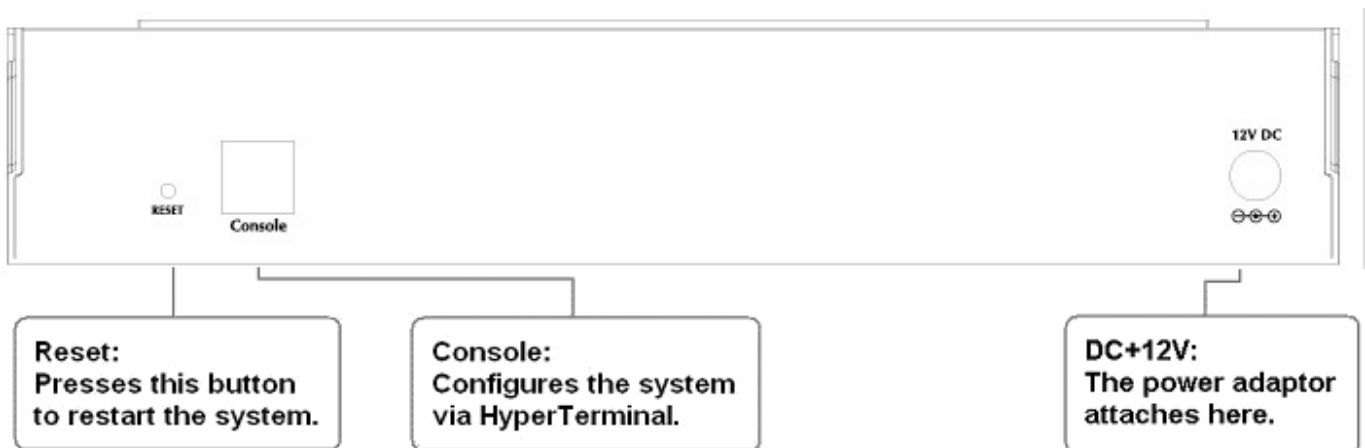 12V DC
RESET
Console
Reset:
Presses this button
to restart the system.
Console:
Configures the system
via HyperTerminal.
DC+12V:
The power adaptor
attaches here.